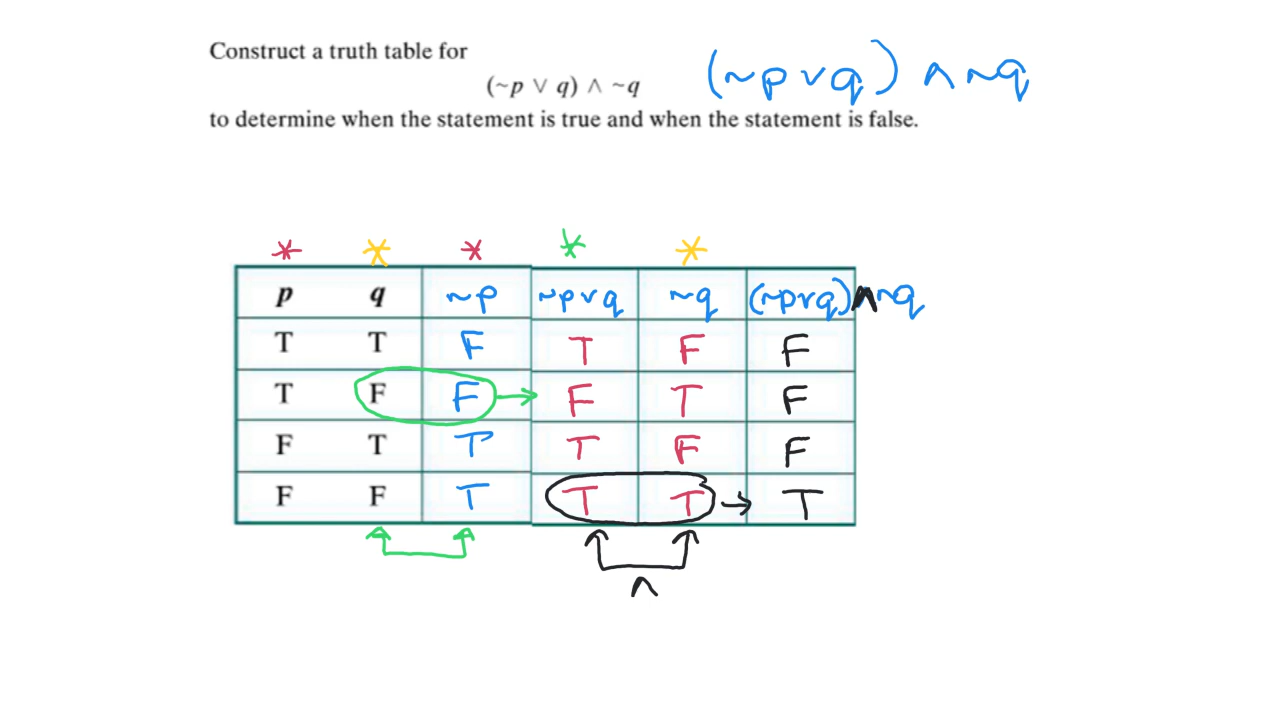 Construct a truth table for
(~p ∨ q) ∧ ~q (~p ∨ q) ∧ ~q
to determine when the statement is true and when the statement is false.
* * * * *
p q ~p ~p∨q ~q (~p∨q)∧~q
T T F T F F
T F F → F T F
F T T T F F
F F T T T → T
∧